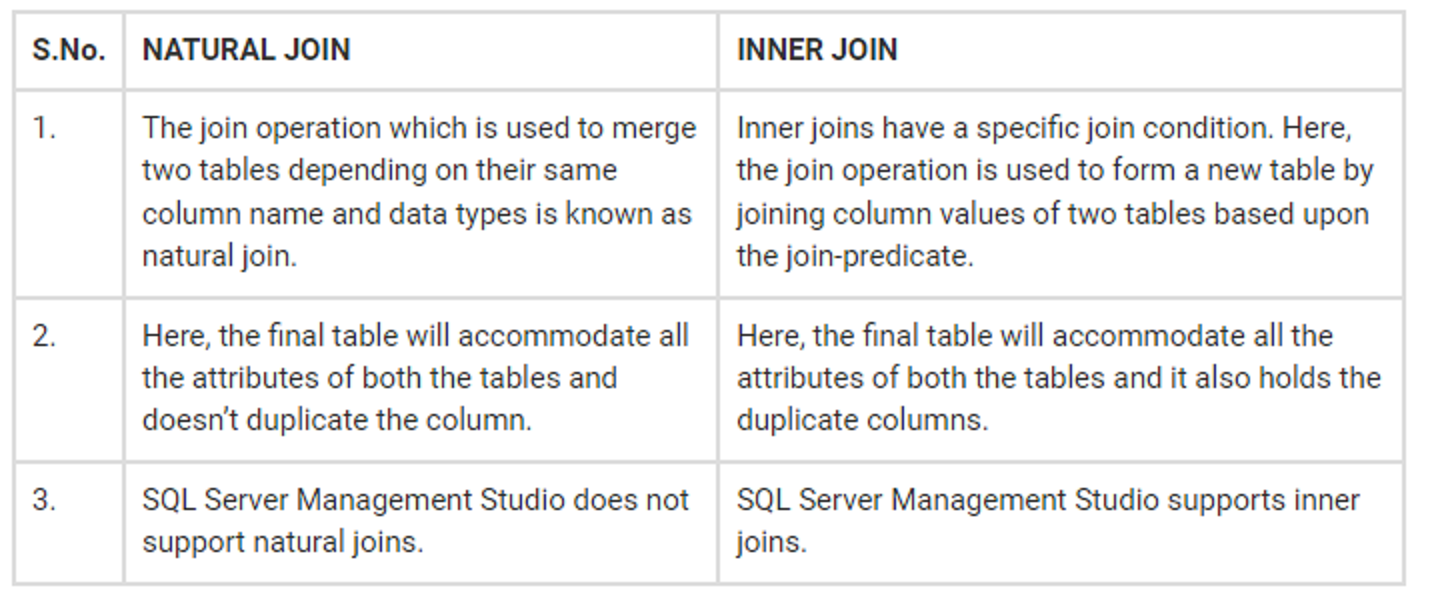 S.No. NATURAL JOIN INNER JOIN
1.
The join operation which is used to merge
two tables depending on their same
column name and data types is known as
natural join.
Inner joins have a specific join condition. Here,
the join operation is used to form a new table by
joining column values of two tables based upon
the join-predicate.
2.
Here, the final table will accommodate all
the attributes of both the tables and
doesn’t duplicate the column.
Here, the final table will accommodate all the
attributes of both the tables and it also holds the
duplicate columns.
3.
SQL Server Management Studio does not
support natural joins.
SQL Server Management Studio supports inner
joins.